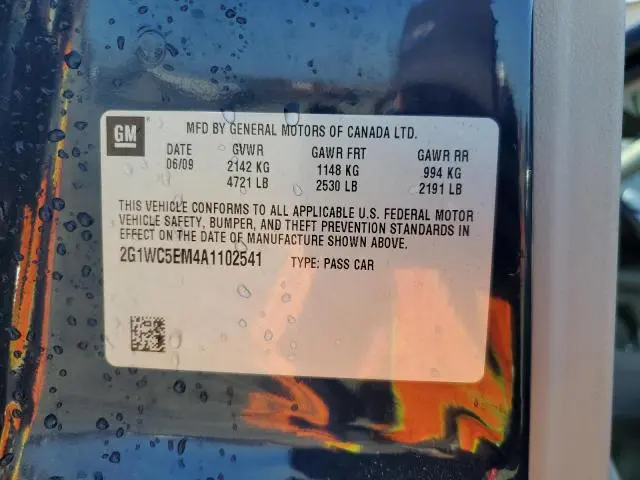 GM MFD BY GENERAL MOTORS OF CANADA LTD.
DATE GVWR GAWR FRT GAWR RR
06/09 2142 KG 1148 KG 994 KG
4721 LB 2530 LB 2191 LB
THIS VEHICLE CONFORMS TO ALL APPLICABLE U.S. FEDERAL MOTOR
VEHICLE SAFETY, BUMPER, AND THEFT PREVENTION STANDARDS IN
EFFECT ON THE DATE OF MANUFACTURE SHOWN ABOVE.
2G1WC5EM4A1102541 TYPE: PASS CAR